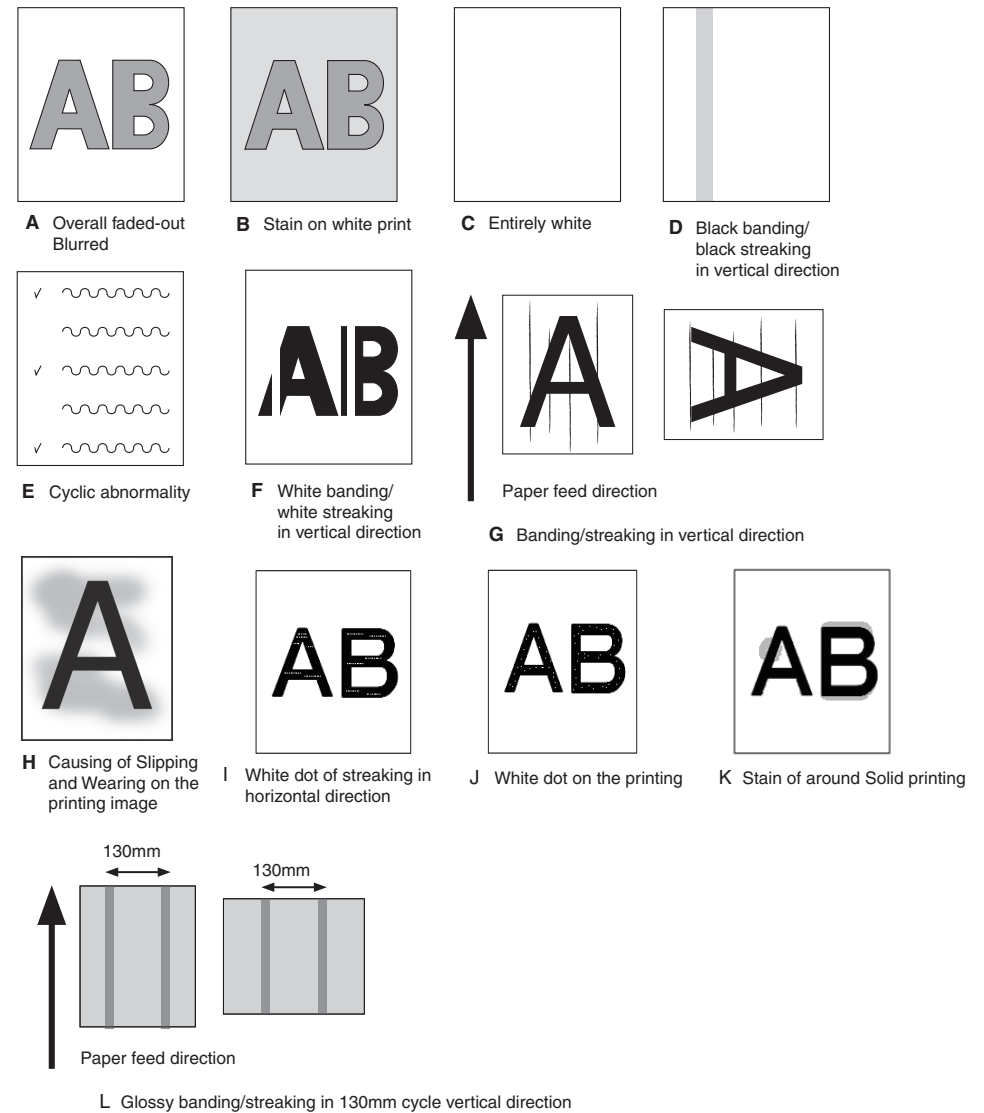 AB
AB
A Overall faded-out
Blurred
B Stain on white print
C Entirely white
D Black banding/
black streaking
in vertical direction
AB
A
A
E Cyclic abnormality
F White banding/
white streaking
in vertical direction
Paper feed direction
G Banding/streaking in vertical direction
A
AB
AB
AB
H Causing of Slipping
and Wearing on the
printing image
I White dot of streaking in
horizontal direction
J White dot on the printing
K Stain of around Solid printing
130mm
130mm
Paper feed direction
L Glossy banding/streaking in 130mm cycle vertical direction